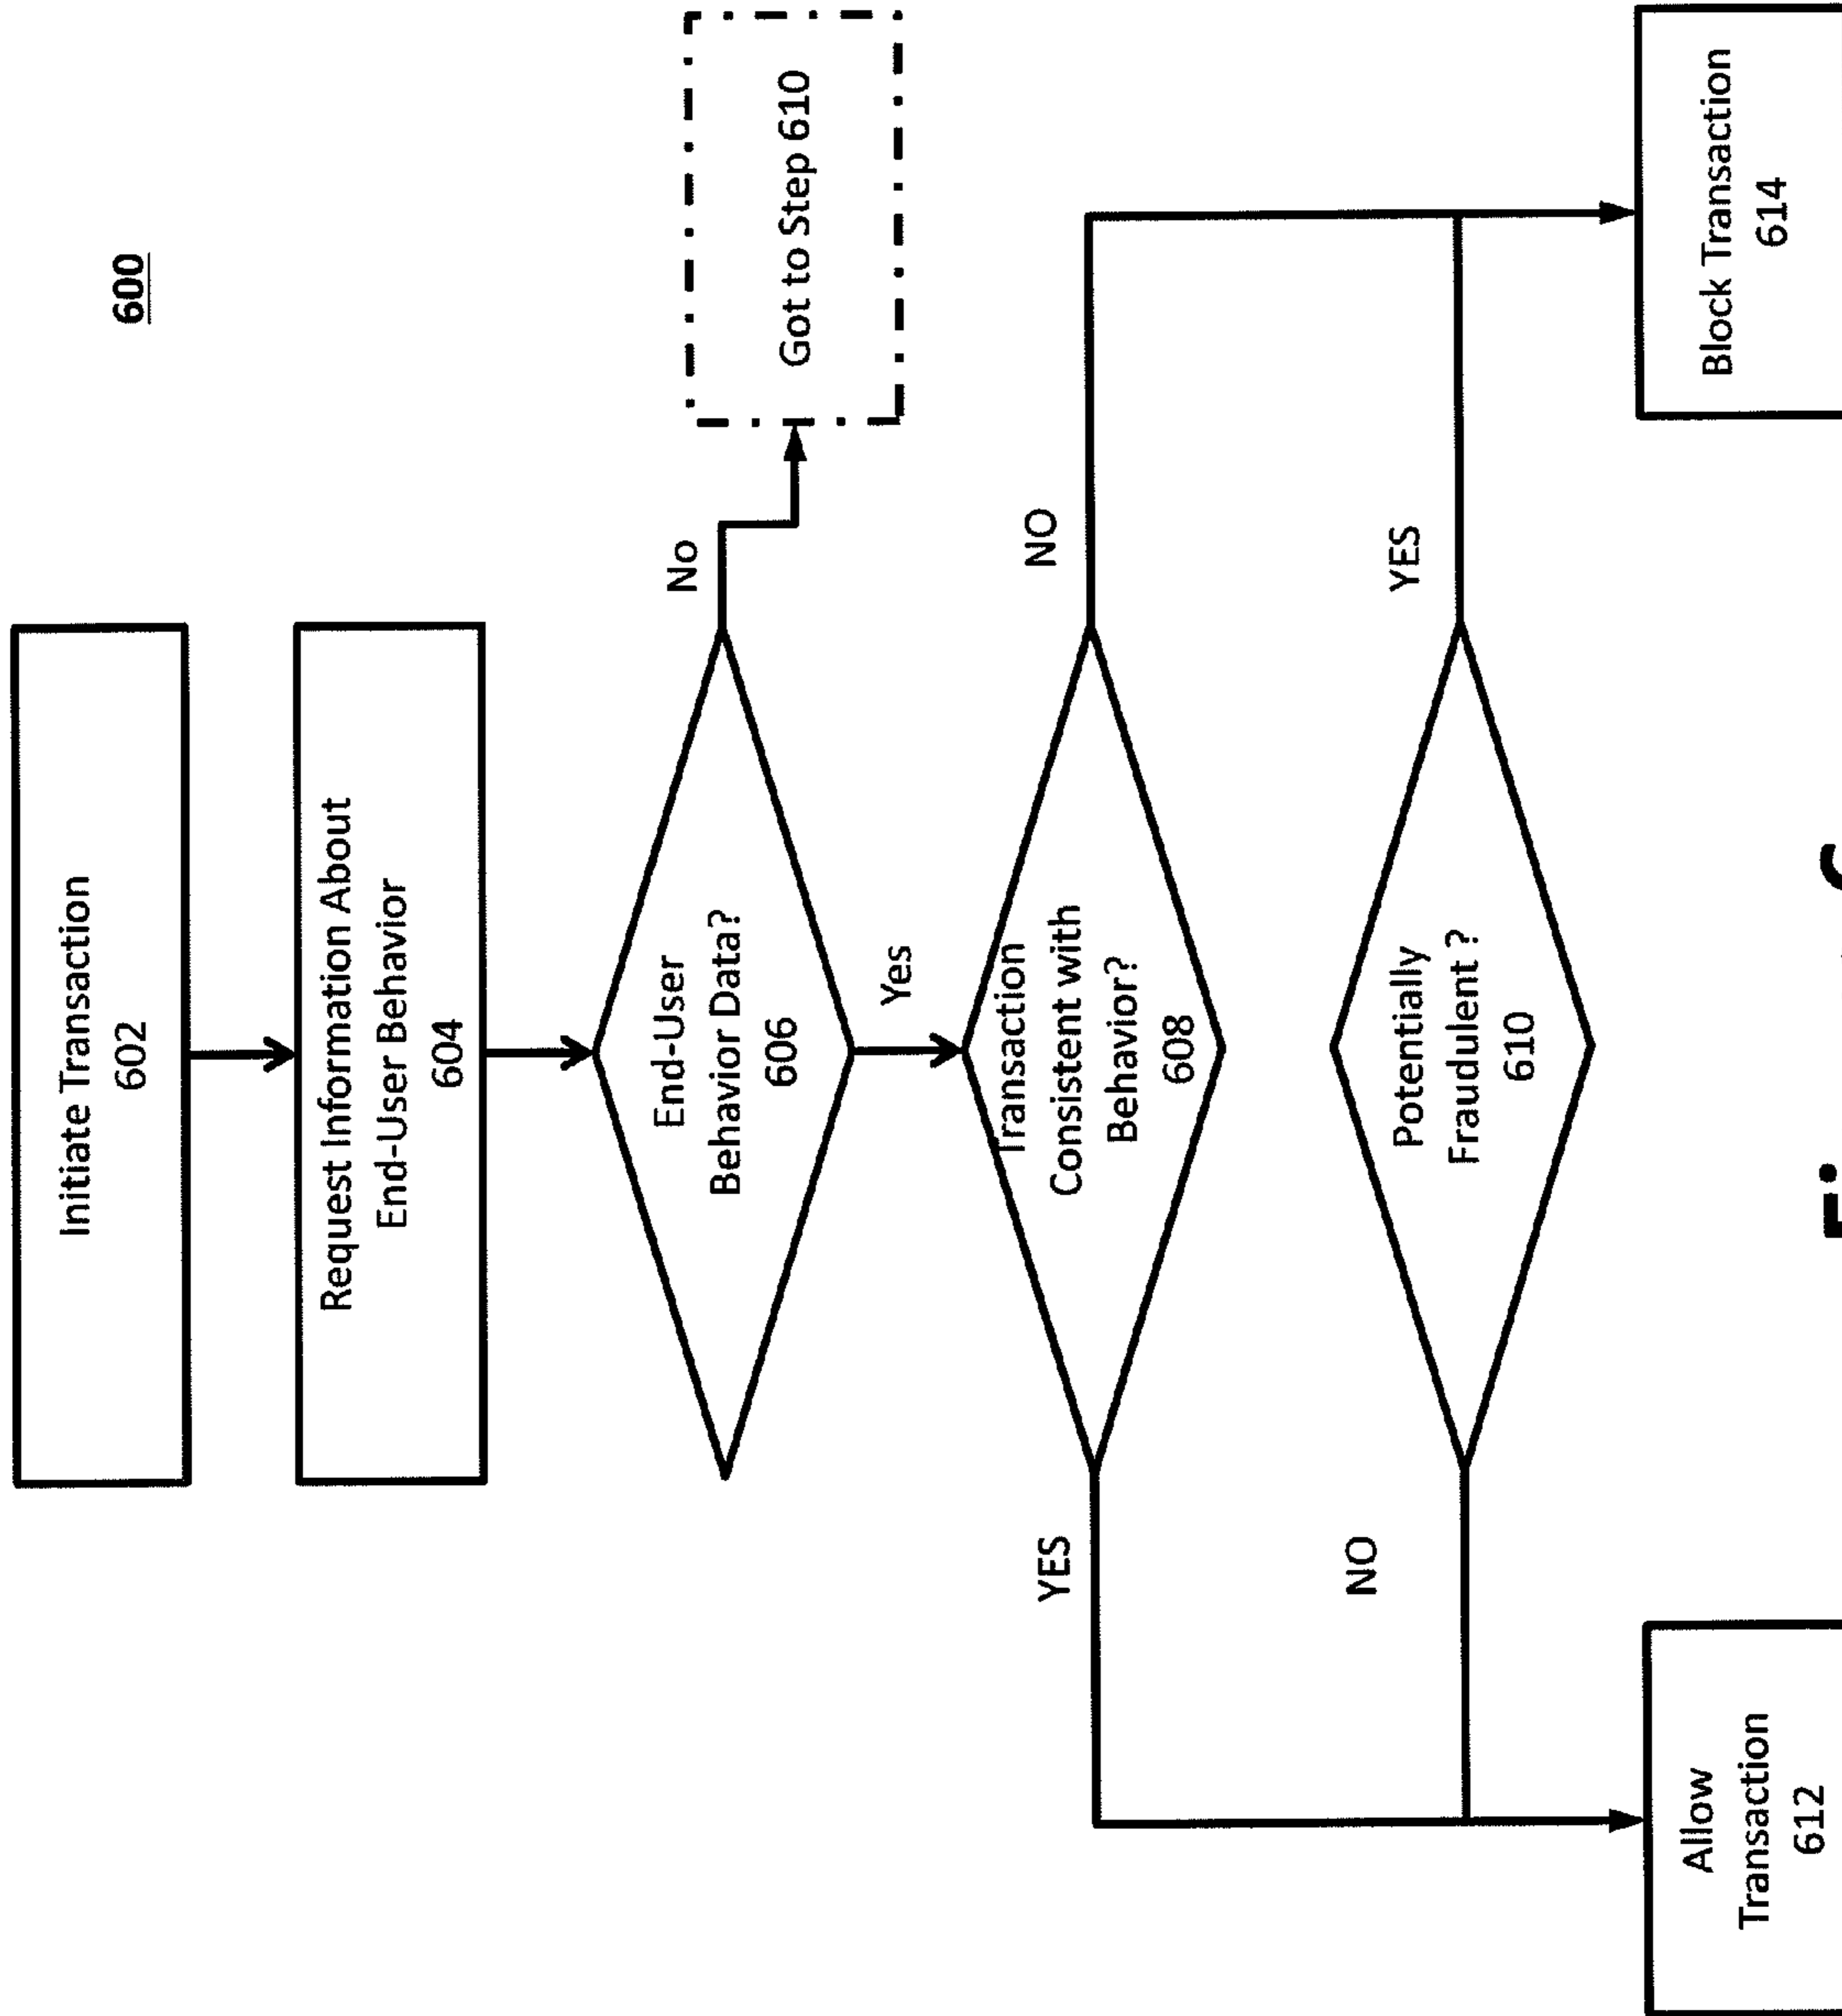 600
Initiate Transaction
602
Request Information About
End-User Behavior
604
End-User
Behavior Data?
606
No
Got to Step 610
Yes
Transaction
Consistent with
Behavior?
608
YES
NO
Potentially
Fraudulent ?
610
NO
YES
Allow
Transaction
612
Block Transaction
614